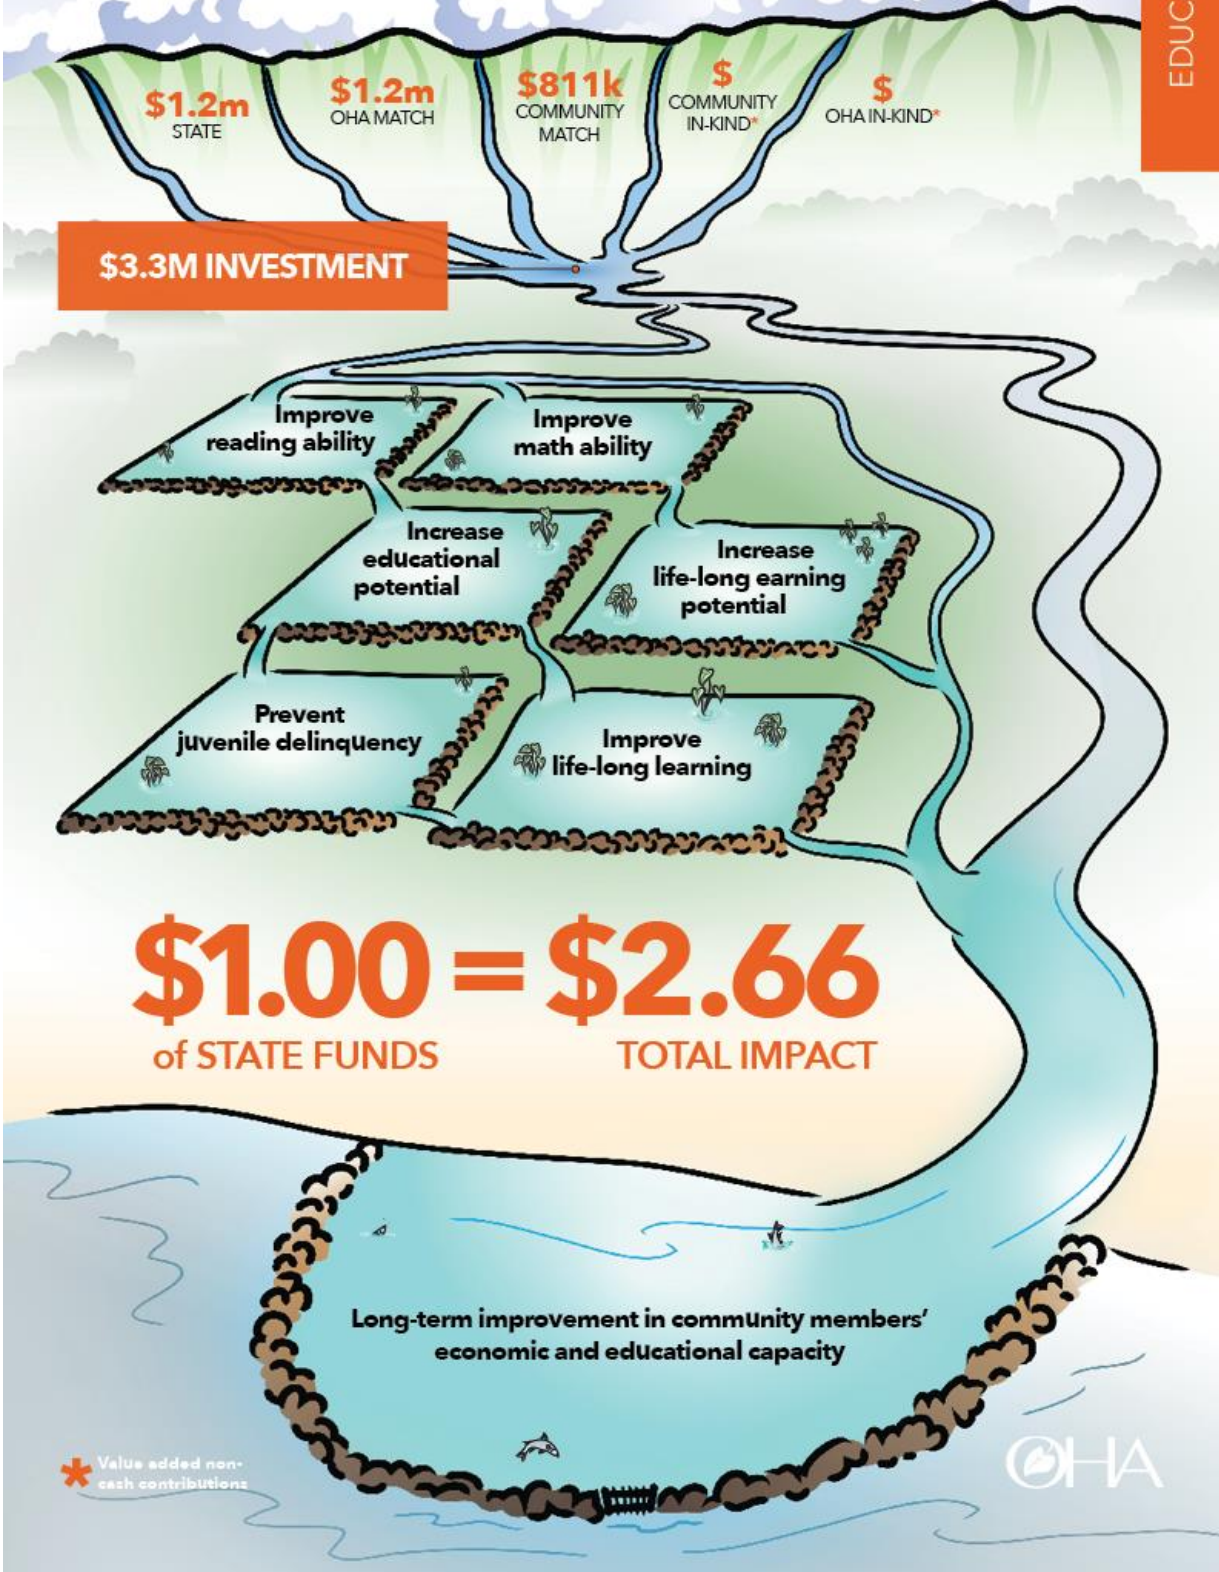 EDUC
$1.2m
STATE
$1.2m
OHA MATCH
$811k
COMMUNITY
MATCH
$
COMMUNITY
IN-KIND*
$
OHA IN-KIND*
$3.3M INVESTMENT
Improve
reading ability
Improve
math ability
Increase
educational
potential
Increase
life-long earning
potential
Prevent
juvenile delinquency
Improve
life-long learning
$1.00 = $2.66
of STATE FUNDS TOTAL IMPACT
Long-term improvement in community members’
economic and educational capacity
* Value added non-
cash contributions
OHA